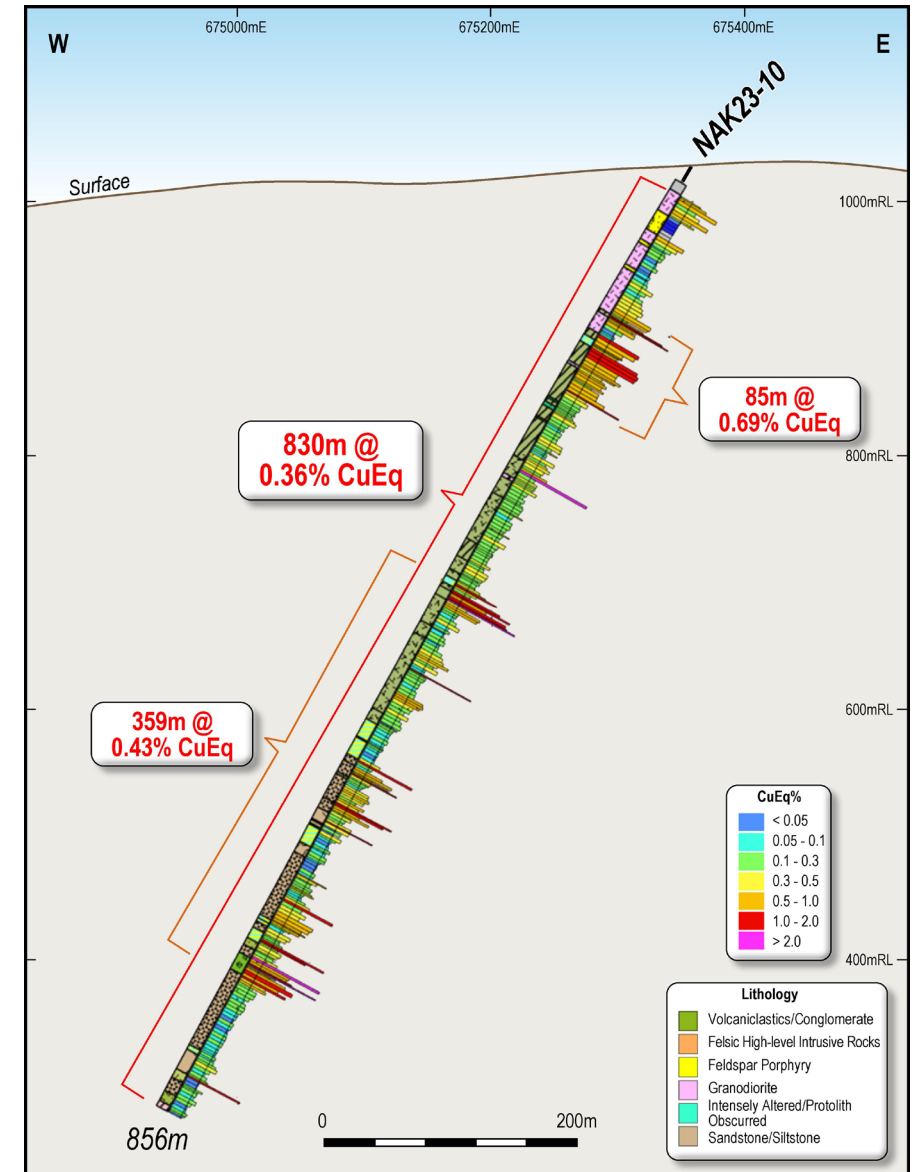 675000mE
675200mE
675400mE
W
E
NAK23-10
Surface
1000mRL
85m @
0.69% CuEq
830m @
0.36% CuEq
800mRL
600mRL
359m @
0.43% CuEq
CuEq%
< 0.05
0.05 - 0.1
0.1 - 0.3
0.3 - 0.5
0.5 - 1.0
1.0 - 2.0
> 2.0
400mRL
Lithology
Volcaniclastics/Conglomerate
Felsic High-level Intrusive Rocks
Feldspar Porphyry
Granodiorite
Intensely Altered/Protolith
Obscured
Sandstone/Siltstone
856m
0
200m